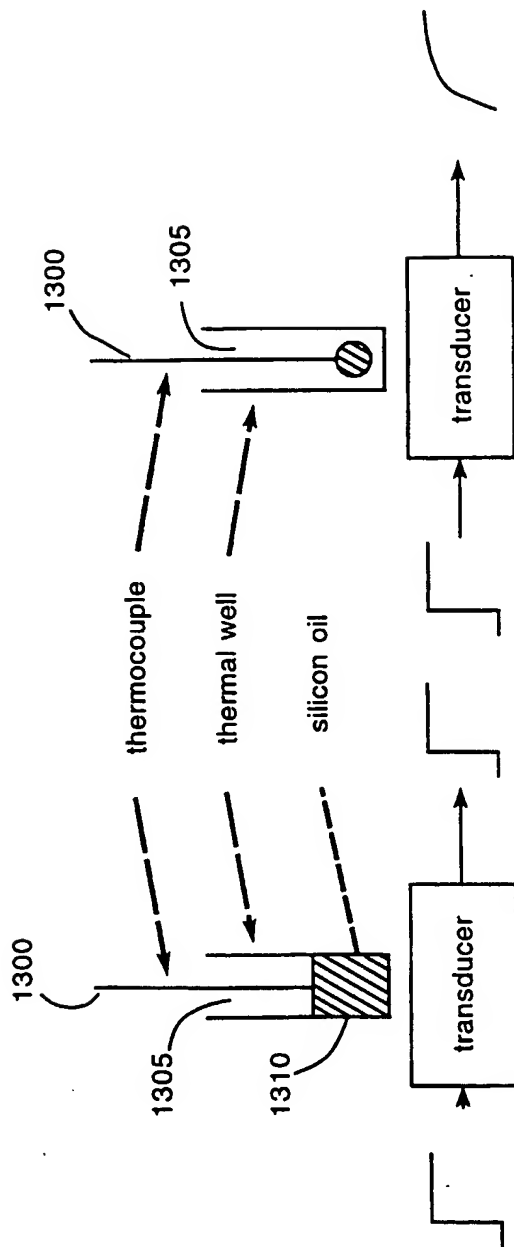 1300
1305
1310
thermocouple
thermal well
silicon oil
1300
1305
transducer
transducer